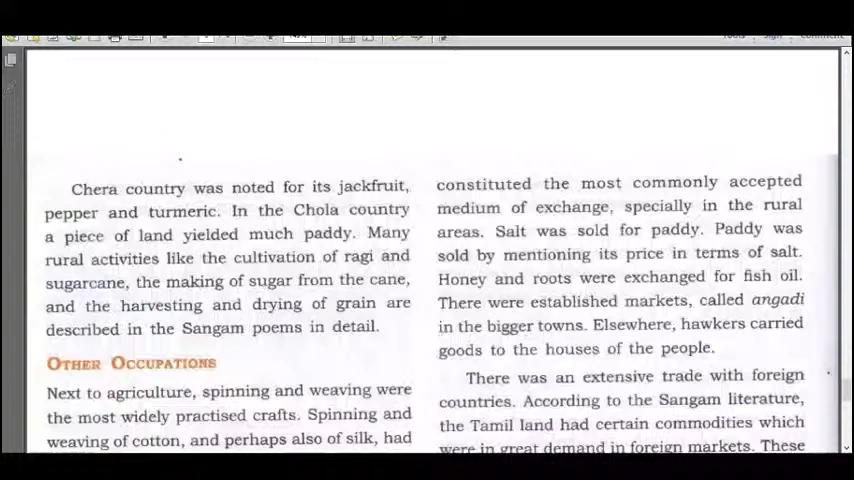 Chera country was noted for its jackfruit,
pepper and turmeric. In the Chola country
a piece of land yielded much paddy. Many
rural activities like the cultivation of ragi and
sugarcane, the making of sugar from the cane,
and the harvesting and drying of grain are
described in the Sangam poems in detail.
OTHER OCCUPATIONS
Next to agriculture, spinning and weaving were
the most widely practised crafts. Spinning and
weaving of cotton, and perhaps also of silk, had
constituted the most commonly accepted
medium of exchange, specially in the rural
areas. Salt was sold for paddy. Paddy was
sold by mentioning its price in terms of salt.
Honey and roots were exchanged for fish oil.
There were established markets, called angadi
in the bigger towns. Elsewhere, hawkers carried
goods to the houses of the people.
There was an extensive trade with foreign
countries. According to the Sangam literature,
the Tamil land had certain commodities which
were in great demand in foreign markets. These